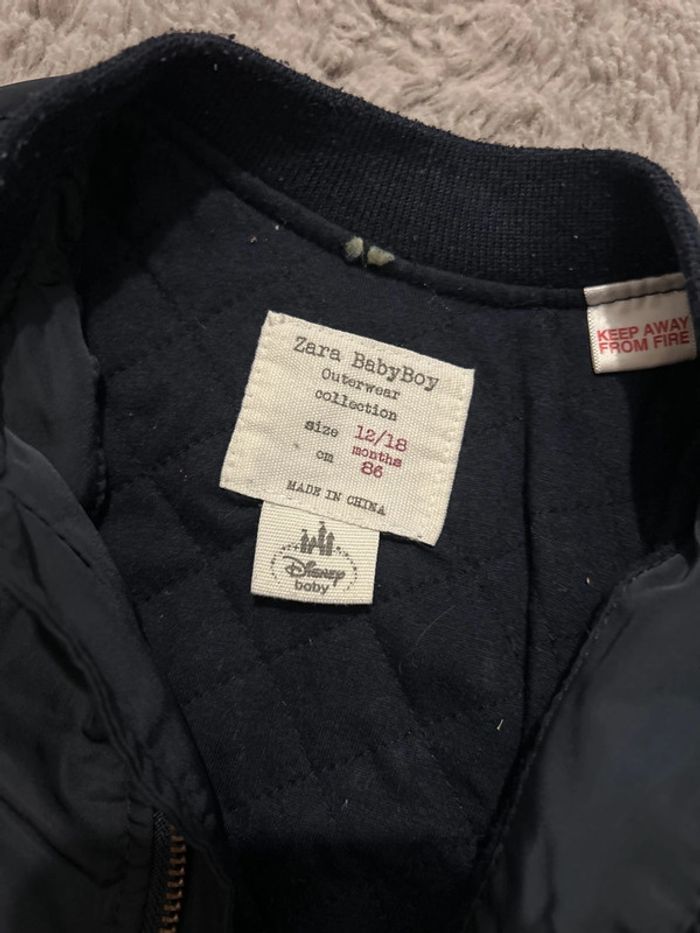 Zara BabyBoy
Outerwear
collection
size 12/18
months
cm 86
MADE IN CHINA
Disney
baby
KEEP AWAY
FROM FIRE